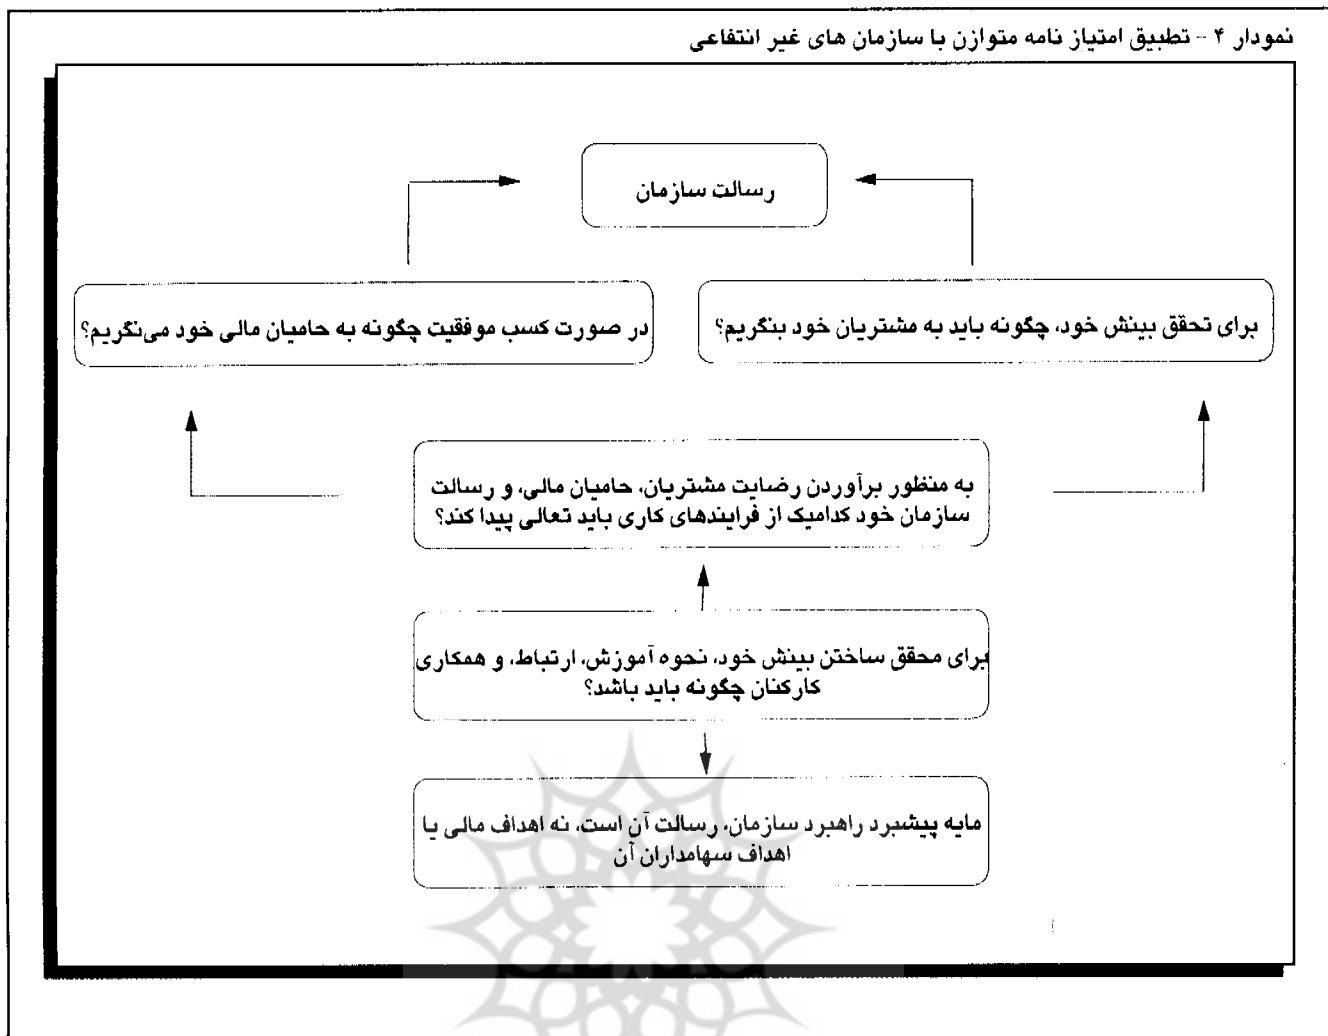 نمودار ۴ - تطبیق امتیاز نامه متوازن با سازمان های غیر انتفاعی
رسالت سازمان
برای تحقق بینش خود، چگونه باید به مشتریان خود بنگریم؟
در صورت کسب موفقیت چگونه به حامیان مالی خود می‌نگریم؟
به منظور برآوردن رضایت مشتریان، حامیان مالی، و رسالت
سازمان خود کدامیک از فرایندهای کاری باید تعالی پیدا کند؟
برای محقق ساختن بینش خود، نحوه آموزش، ارتباط، و همکاری
کارکنان چگونه باید باشد؟
مایه پیشبرد راهبرد سازمان، رسالت آن است، نه اهداف مالی یا
اهداف سهامداران آن